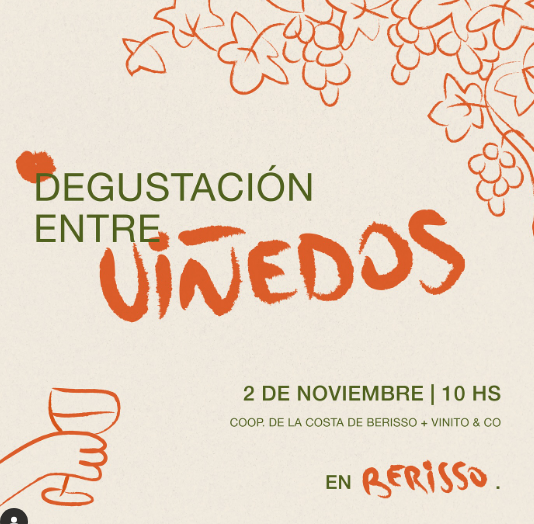 DEGUSTACIÓN
ENTRE
VIÑEDOS
2 DE NOVIEMBRE | 10 HS
COOP. DE LA COSTA DE BERISSO + VINITO & CO
EN BERISSO.